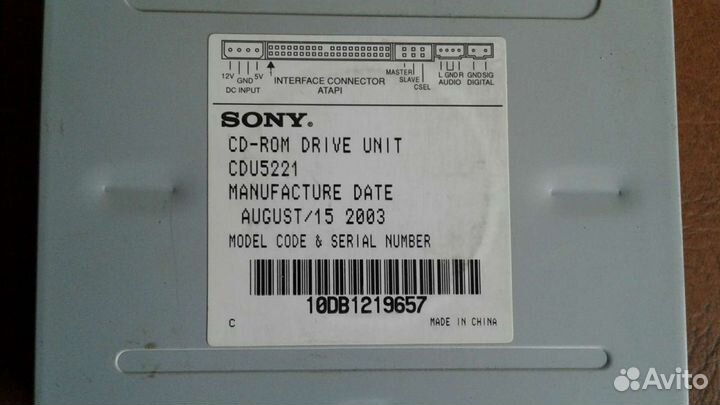 12V GND 5V
DC INPUT
INTERFACE CONNECTOR
ATAPI
MASTER
SLAVE
CSEL
L GND R
AUDIO
GND SIG
DIGITAL
SONY®
CD-ROM DRIVE UNIT
CDU5221
MANUFACTURE DATE
AUGUST/15 2003
MODEL CODE & SERIAL NUMBER
10DB1219657
C MADE IN CHINA
Avito